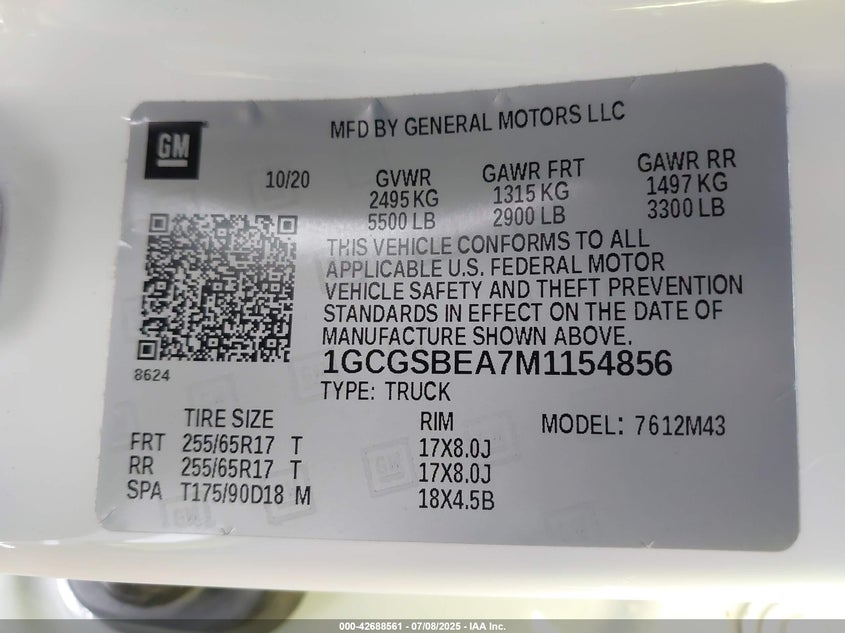 GM
MFD BY GENERAL MOTORS LLC
10/20
GVWR
2495 KG
5500 LB
GAWR FRT
1315 KG
2900 LB
GAWR RR
1497 KG
3300 LB
THIS VEHICLE CONFORMS TO ALL
APPLICABLE U.S. FEDERAL MOTOR
VEHICLE SAFETY AND THEFT PREVENTION
STANDARDS IN EFFECT ON THE DATE OF
MANUFACTURE SHOWN ABOVE.
8624
1GCGSBEA7M1154856
TYPE: TRUCK
TIRE SIZE RIM MODEL: 7612M43
FRT 255/65R17 T 17X8.0J
RR 255/65R17 T 17X8.0J
SPA T175/90D18 M 18X4.5B
000-42688561 | 07/08/2025 - IAA Inc.